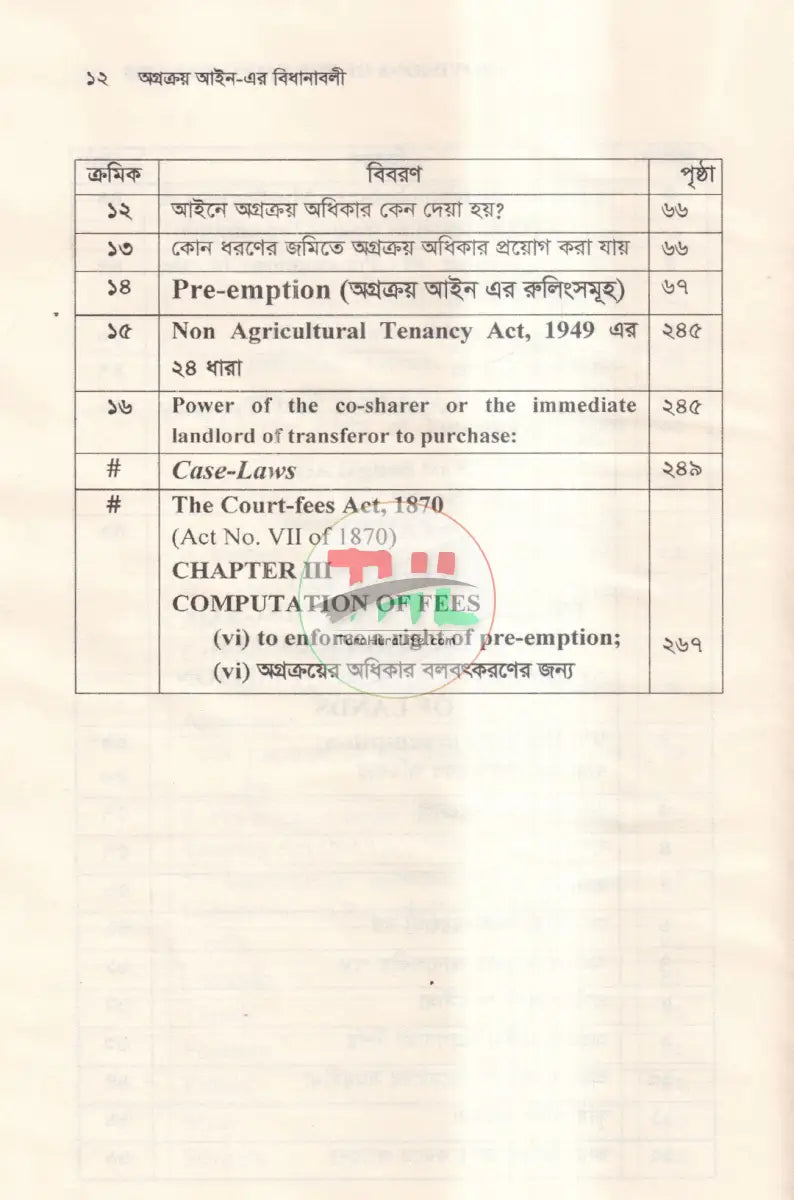 ১২ অগ্রক্রয় আইন-এর বিধানাবলী
ক্রমিক বিবরণ পৃষ্ঠা
১২ আইনে অগ্রক্রয় অধিকার কেন দেয়া হয়? ৬৬
১৩ কোন ধরণের জমিতে অগ্রক্রয় অধিকার প্রয়োগ করা যায় ৬৬
১৪ Pre-emption (অগ্রক্রয় আইন এর রুলিংসমূহ) ৬৭
১৫ Non Agricultural Tenancy Act, 1949 এর ২৪৫
২৪ ধারা
১৬ Power of the co-sharer or the immediate ২৪৫
landlord of transferor to purchase:
# Case-Laws ২৪৯
# The Court-fees Act, 1870
(Act No. VII of 1870)
CHAPTER III
COMPUTATION OF FEES
(vi) to enforce a right of pre-emption; ২৬৭
(vi) অগ্রক্রয়ের অধিকার বলবৎকরণের জন্য